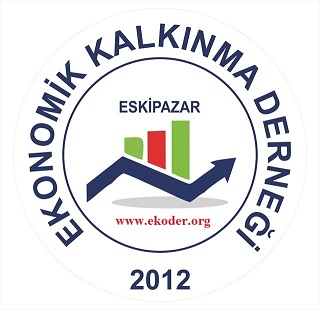 EKONOMİK KALKINMA DERNEĞİ
ESKİPAZAR
www.ekoder.org
2012